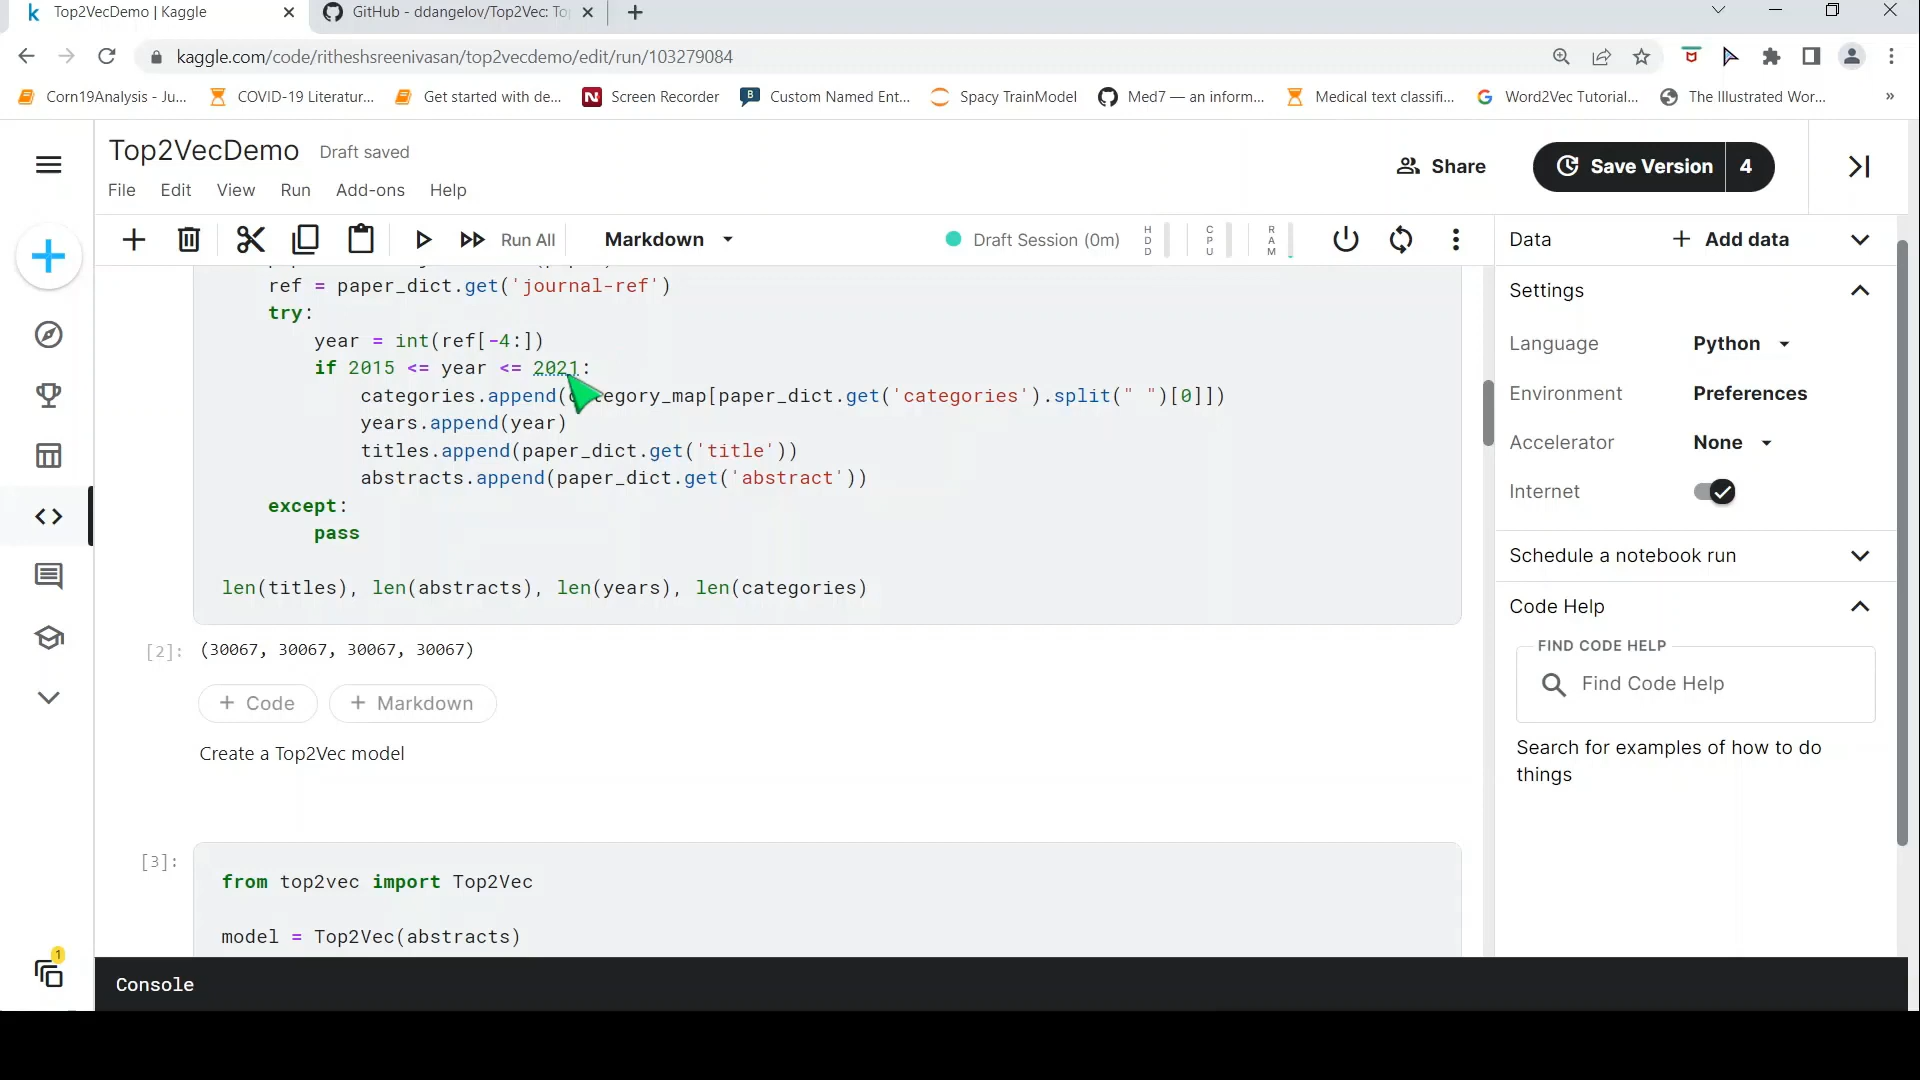 Top2VecDemo | Kaggle
GitHub - ddangelov/Top2Vec: To
kaggle.com/code/ritheshsreenivasan/top2vecdemo/edit/run/103279084
Corn19Analysis - Ju... COVID-19 Literatur... Get started with de... Screen Recorder Custom Named Ent... Spacy TrainModel Med7 — an inform... Medical text classifi... Word2Vec Tutorial... The Illustrated Wor... »
Top2VecDemo Draft saved
Share
Save Version 4
File Edit View Run Add-ons Help
Run All Markdown Draft Session (0m) HDD CPU RAM
Data + Add data
Settings
Language Python
Environment Preferences
Accelerator None
Internet
Schedule a notebook run
Code Help
FIND CODE HELP
Find Code Help
Search for examples of how to do
things
ref = paper_dict.get('journal-ref')
try:
year = int(ref[-4:])
if 2015 <= year <= 2021:
categories.append( tegory_map[paper_dict.get('categories').split(" ")[0]])
years.append(year)
titles.append(paper_dict.get('title'))
abstracts.append(paper_dict.get('abstract'))
except:
pass
len(titles), len(abstracts), len(years), len(categories)
[2]: (30067, 30067, 30067, 30067)
+ Code + Markdown
Create a Top2Vec model
[3]:
from top2vec import Top2Vec
model = Top2Vec(abstracts)
1
Console